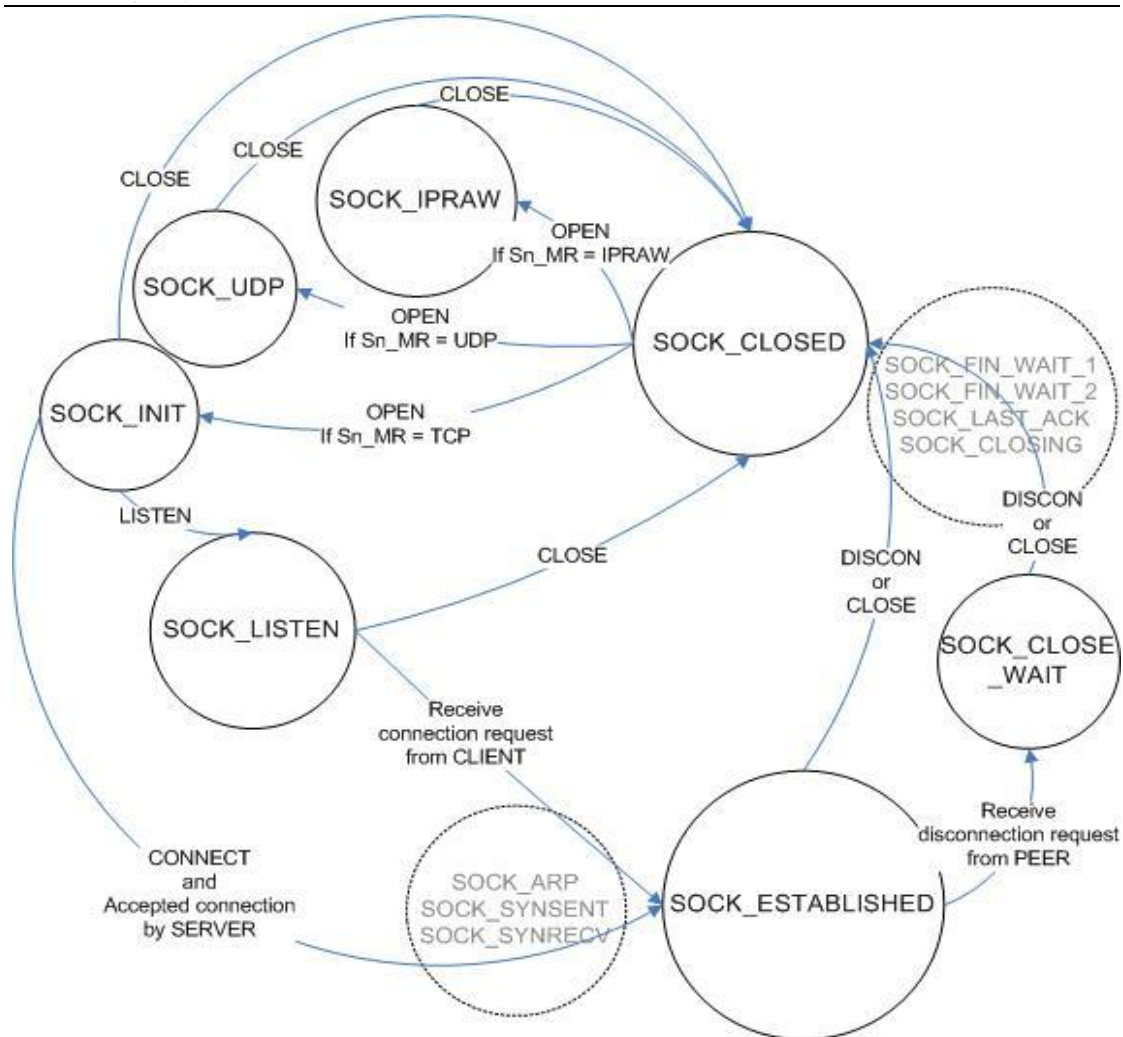 CLOSE
CLOSE
CLOSE
SOCK_IPRAW
OPEN
If Sn_MR = IPRAW
SOCK_UDP
OPEN
If Sn_MR = UDP
SOCK_CLOSED
SOCK_FIN_WAIT_1
SOCK_FIN_WAIT_2
SOCK_LAST_ACK
SOCK_CLOSING
SOCK_INIT
OPEN
If Sn_MR = TCP
LISTEN
DISCON
or
CLOSE
CLOSE
DISCON
or
CLOSE
SOCK_LISTEN
SOCK_CLOSE
_WAIT
Receive
connection request
from CLIENT
Receive
disconnection request
from PEER
CONNECT
and
Accepted connection
by SERVER
SOCK_ARP
SOCK_SYNSENT
SOCK_SYNRECV
SOCK_ESTABLISHED